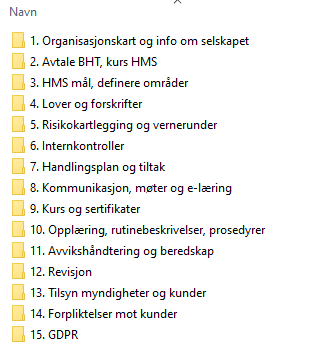 Navn
1. Organisasjonskart og info om selskapet
2. Avtale BHT, kurs HMS
3. HMS mål, definere områder
4. Lover og forskrifter
5. Risikokartlegging og vernerunder
6. Internkontroller
7. Handlingsplan og tiltak
8. Kommunikasjon, møter og e-læring
9. Kurs og sertifikater
10. Opplæring, rutinebeskrivelser, prosedyrer
11. Avvikshåndtering og beredskap
12. Revisjon
13. Tilsyn myndigheter og kunder
14. Forpliktelser mot kunder
15. GDPR